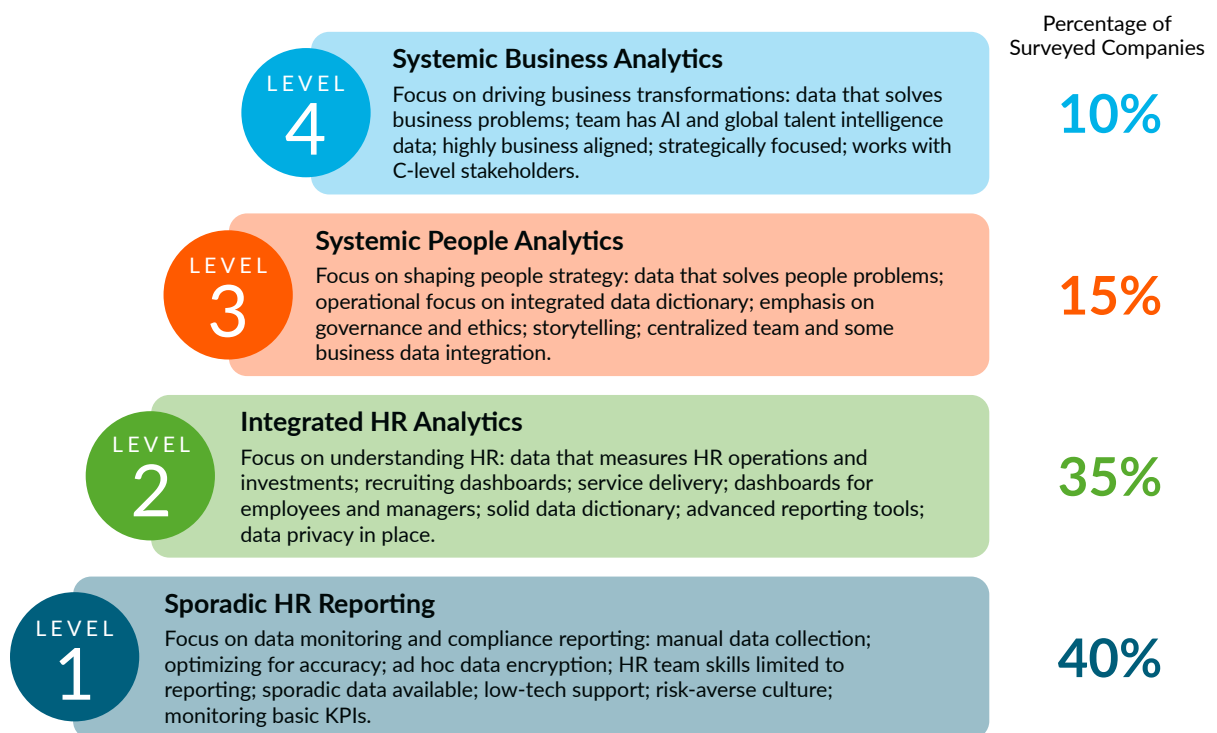 Percentage of
Surveyed Companies
LEVEL
4
Systemic Business Analytics
Focus on driving business transformations: data that solves
business problems; team has AI and global talent intelligence
data; highly business aligned; strategically focused; works with
C-level stakeholders.
10%
LEVEL
3
Systemic People Analytics
Focus on shaping people strategy: data that solves people problems;
operational focus on integrated data dictionary; emphasis on
governance and ethics; storytelling; centralized team and some
business data integration.
15%
LEVEL
2
Integrated HR Analytics
Focus on understanding HR: data that measures HR operations and
investments; recruiting dashboards; service delivery; dashboards for
employees and managers; solid data dictionary; advanced reporting tools;
data privacy in place.
35%
LEVEL
1
Sporadic HR Reporting
Focus on data monitoring and compliance reporting: manual data collection;
optimizing for accuracy; ad hoc data encryption; HR team skills limited to
reporting; sporadic data available; low-tech support; risk-averse culture;
monitoring basic KPIs.
40%